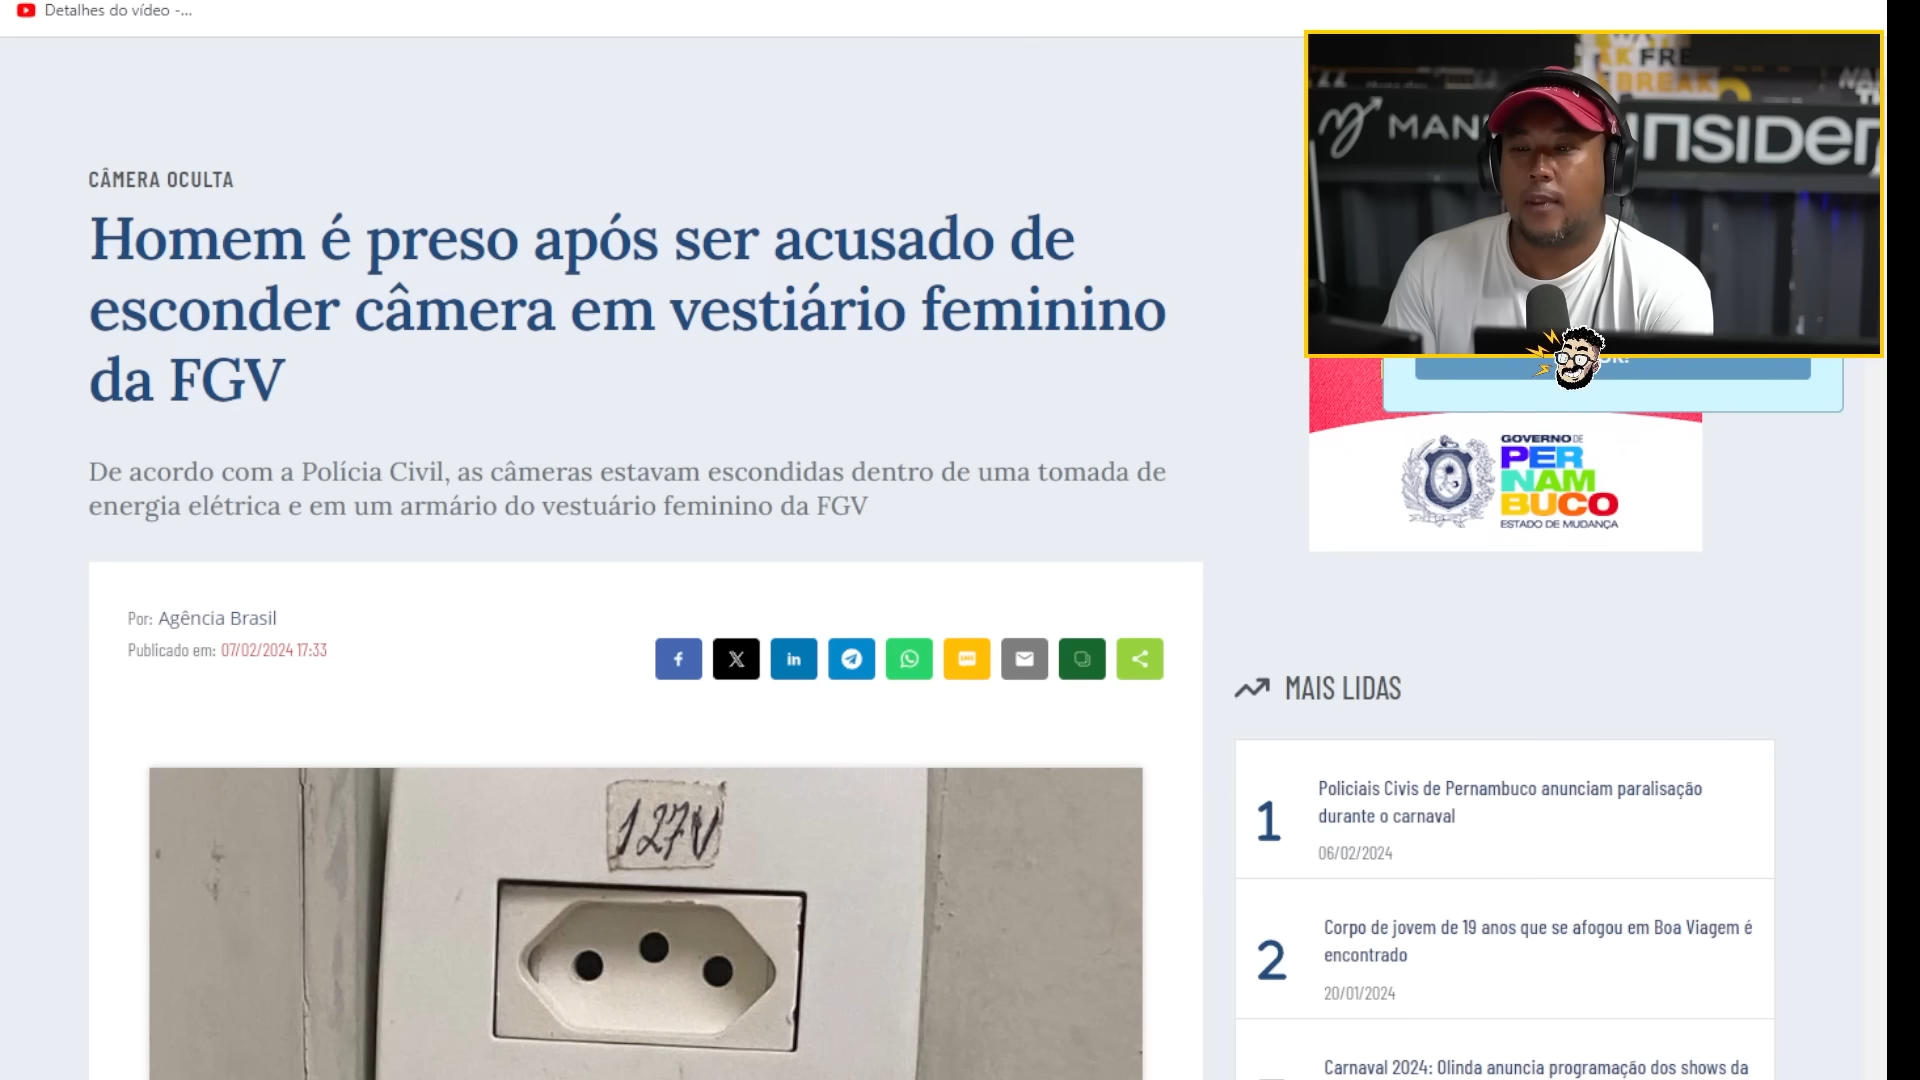 Detalhes do vídeo -...
CÂMERA OCULTA
Homem é preso após ser acusado de
esconder câmera em vestiário feminino
da FGV
De acordo com a Polícia Civil, as câmeras estavam escondidas dentro de uma tomada de
energia elétrica e em um armário do vestuário feminino da FGV
Por: Agência Brasil
Publicado em: 07/02/2024 17:33
127V
BREAK
MAN
INSIDER
GOVERNO DE
PER
NAM
BUCO
ESTADO DE MUDANÇA
MAIS LIDAS
1
Policiais Civis de Pernambuco anunciam paralisação
durante o carnaval
06/02/2024
2
Corpo de jovem de 19 anos que se afogou em Boa Viagem é
encontrado
20/01/2024
Carnaval 2024: Olinda anuncia programação dos shows da